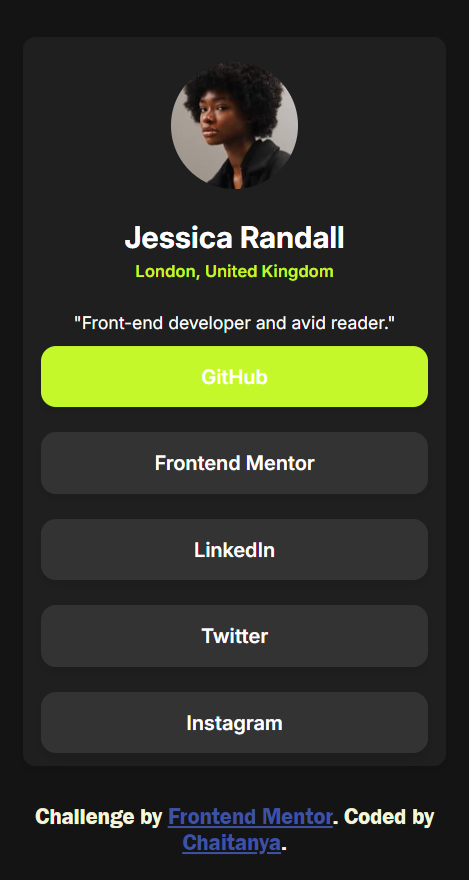 Jessica Randall
London, United Kingdom
"Front-end developer and avid reader."
GitHub
Frontend Mentor
LinkedIn
Twitter
Instagram
Challenge by Frontend Mentor. Coded by
Chaitanya.